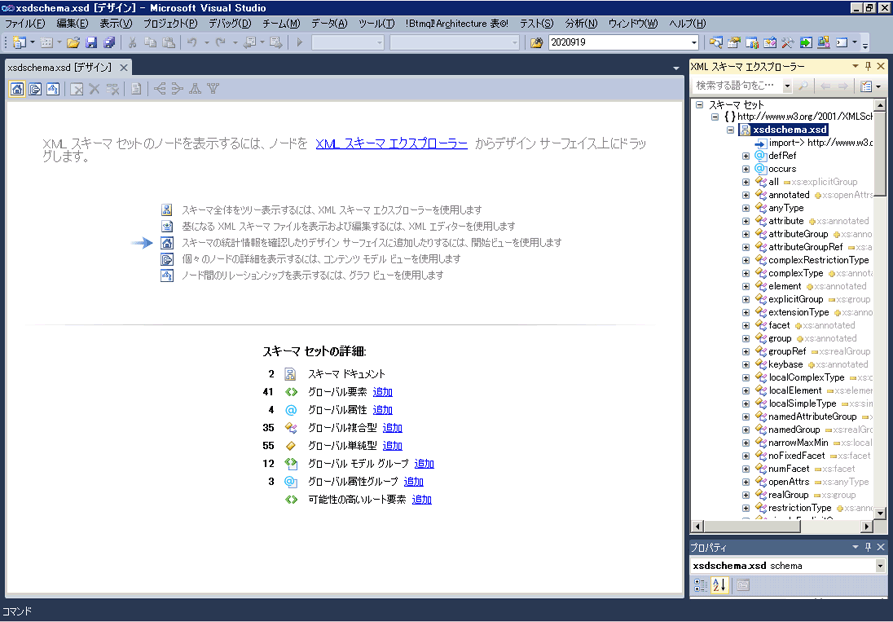 xsdschema.xsd [デザイン] - Microsoft Visual Studio
ファイル(F) 編集(E) 表示(V) プロジェクト(P) デバッグ(D) チーム(M) データ(A) ツール(T) !Btmq!Architecture 表◎! テスト(S) 分析(N) ウィンドウ(W) ヘルプ(H)
2020919
xsdschema.xsd [デザイン]
XML スキーマ セットのノードを表示するには、ノードを XML スキーマ エクスプローラー からデザイン サーフェイス上にドラッ
グします。
スキーマ全体をツリー表示するには、XML スキーマ エクスプローラーを使用します
基になる XML スキーマ ファイルを表示および編集するには、XML エディターを使用します
スキーマの統計情報を確認したりデザイン サーフェイスに追加したりするには、開始ビューを使用します
個々のノードの詳細を表示するには、コンテンツ モデル ビューを使用します
ノード間のリレーションシップを表示するには、グラフ ビューを使用します
スキーマ セットの詳細:
2 スキーマ ドキュメント
41 グローバル要素 追加
4 グローバル属性 追加
35 グローバル複合型 追加
55 グローバル単純型 追加
12 グローバル モデル グループ 追加
3 グローバル属性グループ 追加
可能性の高いルート要素 追加
XML スキーマ エクスプローラー
検索する語句をこ…
スキーマ セット
{ } http://www.w3.org/2001/XMLSch
xsdschema.xsd
import-> http://www.w3.o
defRef
occurs
all xs:explicitGroup
annotated xs:openAttrs
anyType
attribute xs:annotated
attributeGroup xs:anno
attributeGroupRef xs:a
complexRestrictionType
complexType xs:annota
element xs:annotated
explicitGroup xs:group
extensionType xs:anno
facet xs:annotated
group xs:annotated
groupRef xs:realGroup
keybase xs:annotated
localComplexType xs:c
localElement xs:element
localSimpleType xs:sim
namedAttributeGroup
namedGroup xs:realGro
narrowMaxMin xs:local
noFixedFacet xs:facet
numFacet xs:facet
openAttrs xs:anyType
realGroup xs:group
restrictionType xs:anno
プロパティ
xsdschema.xsd schema
コマンド